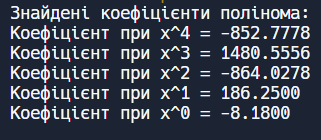 Знайдені коефіцієнти полінома:
Коефіцієнт при x^4 = -852.7778
Коефіцієнт при x^3 = 1480.5556
Коефіцієнт при x^2 = -864.0278
Коефіцієнт при x^1 = 186.2500
Коефіцієнт при x^0 = -8.1800